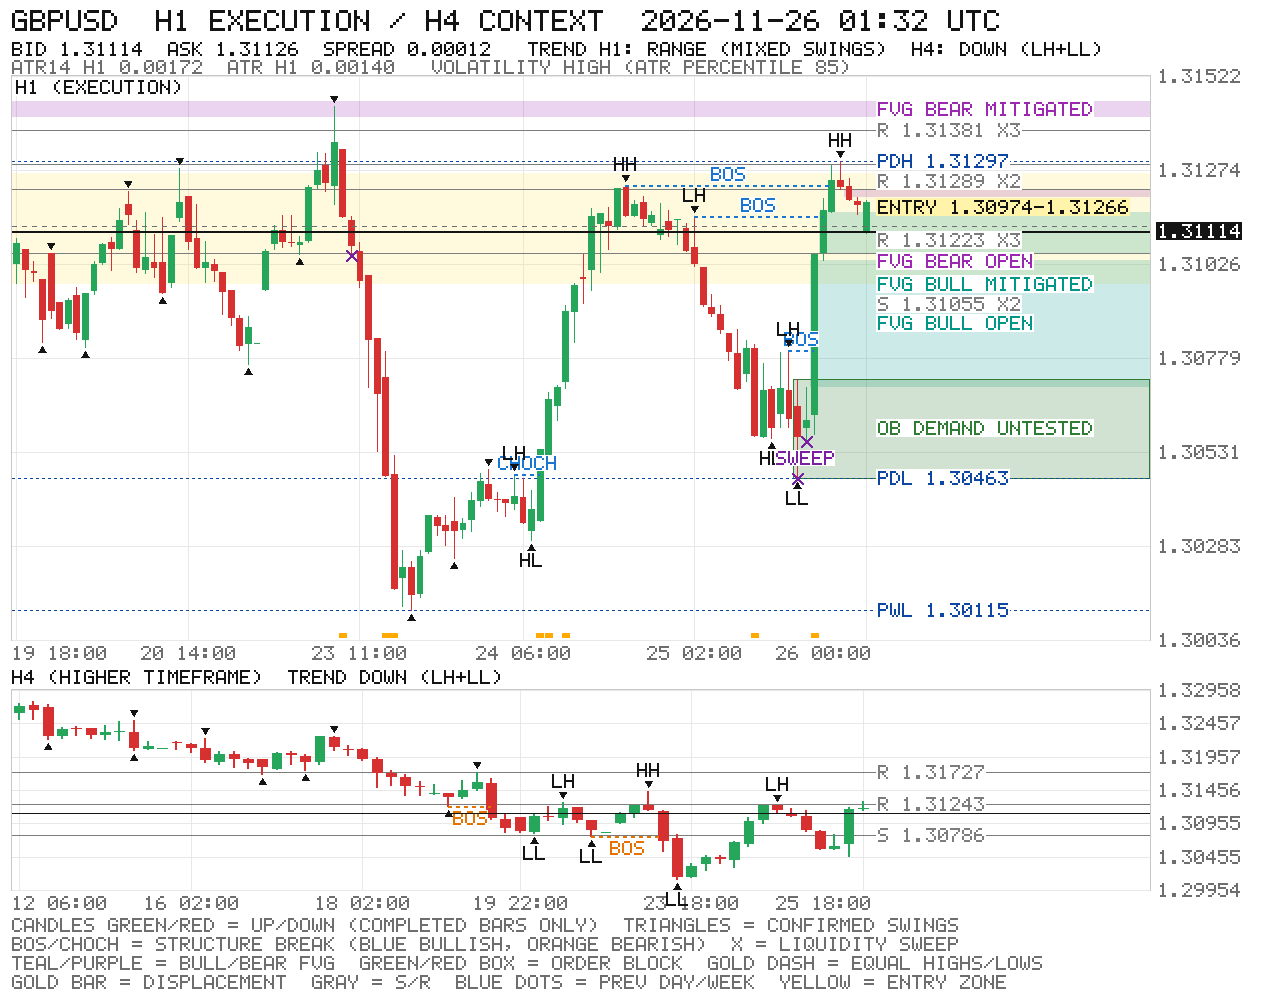 GBPUSD  H1 EXECUTION / H4 CONTEXT  2026-11-26 01:32 UTC
BID 1.31114  ASK 1.31126  SPREAD 0.00012  TREND H1: RANGE (MIXED SWINGS)  H4: DOWN (LH+LL)
ATR14 H1 0.00172  ATR H1 0.00140  VOLATILITY HIGH (ATR PERCENTILE 85)
1.31522
H1 (EXECUTION)
FVG BEAR MITIGATED
R 1.31381 X3
HH
HH
PDH 1.31297
1.31274
BOS
R 1.31289 X2
LH
BOS
ENTRY 1.30974-1.31266
1.31114
R 1.31223 X3
FVG BEAR OPEN
1.31026
FVG BULL MITIGATED
S 1.31055 X2
FVG BULL OPEN
LH
BOS
1.30779
OB DEMAND UNTESTED
LH
CHOCH
HL
SWEEP
1.30531
PDL 1.30463
LL
1.30283
HL
PWL 1.30115
1.30036
19 18:00  20 14:00  23 11:00  24 06:00  25 02:00  26 00:00
H4 (HIGHER TIMEFRAME)  TREND DOWN (LH+LL)
1.32958
1.32457
1.31957
HH
R 1.31727
LH
LH
1.31456
R 1.31243
BOS
1.30955
S 1.30786
BOS
LL
LL
1.30455
LL
1.29954
12 06:00  16 02:00  18 02:00  19 22:00  23 18:00  25 18:00
CANDLES GREEN/RED = UP/DOWN (COMPLETED BARS ONLY)  TRIANGLES = CONFIRMED SWINGS
BOS/CHOCH = STRUCTURE BREAK (BLUE BULLISH, ORANGE BEARISH)  X = LIQUIDITY SWEEP
TEAL/PURPLE = BULL/BEAR FVG  GREEN/RED BOX = ORDER BLOCK  GOLD DASH = EQUAL HIGHS/LOWS
GOLD BAR = DISPLACEMENT  GRAY = S/R  BLUE DOTS = PREV DAY/WEEK  YELLOW = ENTRY ZONE